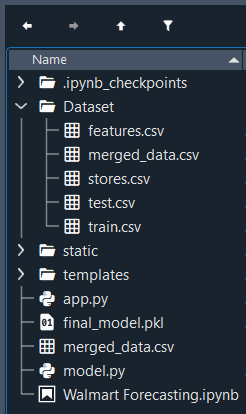 Name
.ipynb_checkpoints
Dataset
features.csv
merged_data.csv
stores.csv
test.csv
train.csv
static
templates
app.py
final_model.pkl
merged_data.csv
model.py
Walmart Forecasting.ipynb